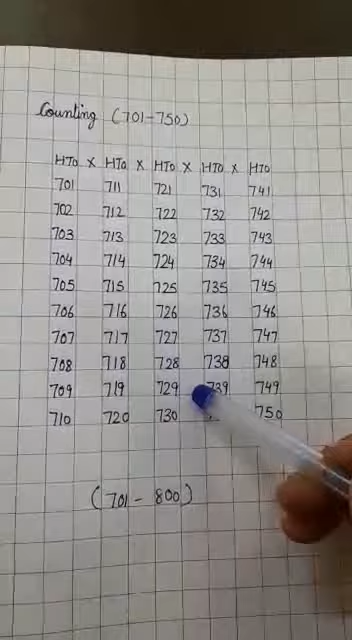 Counting (701-750)
HTO x HTO x HTO x HTO x HTO
701 711 721 731 741
702 712 722 732 742
703 713 723 733 743
704 714 724 734 744
705 715 725 735 745
706 716 726 736 746
707 717 727 737 747
708 718 728 738 748
709 719 729 739 749
710 720 730 750
(701 - 800)